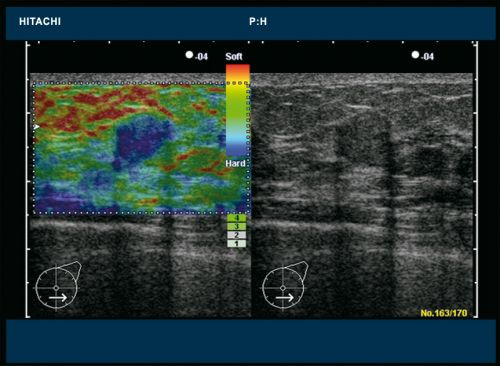 HITACHI P:H
-04 Soft -04
Hard
4
3
2
1
No.163/170